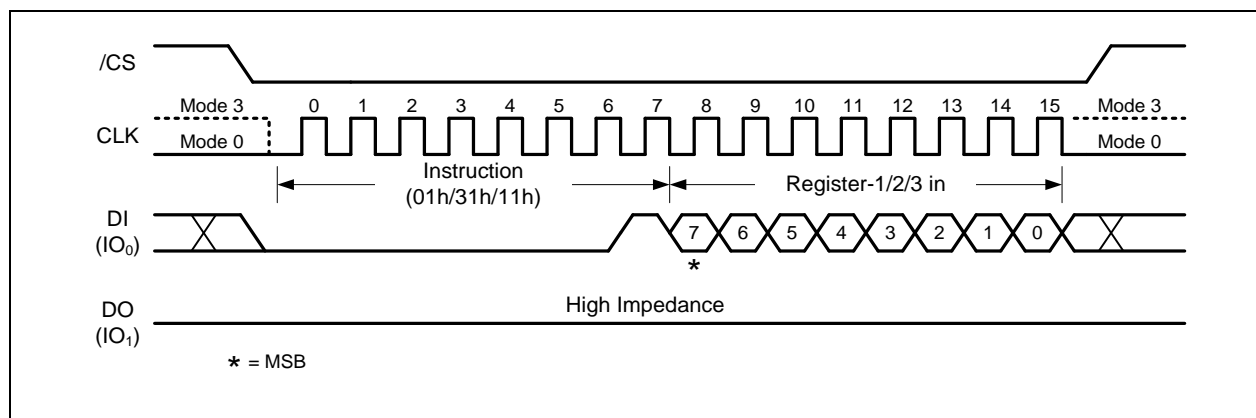 /CS
Mode 3 0 1 2 3 4 5 6 7 8 9 10 11 12 13 14 15 Mode 3
CLK
Mode 0 Mode 0
Instruction
(01h/31h/11h)
Register-1/2/3 in
DI
(IO₀)
7 6 5 4 3 2 1 0
*
High Impedance
DO
(IO₁)
* = MSB